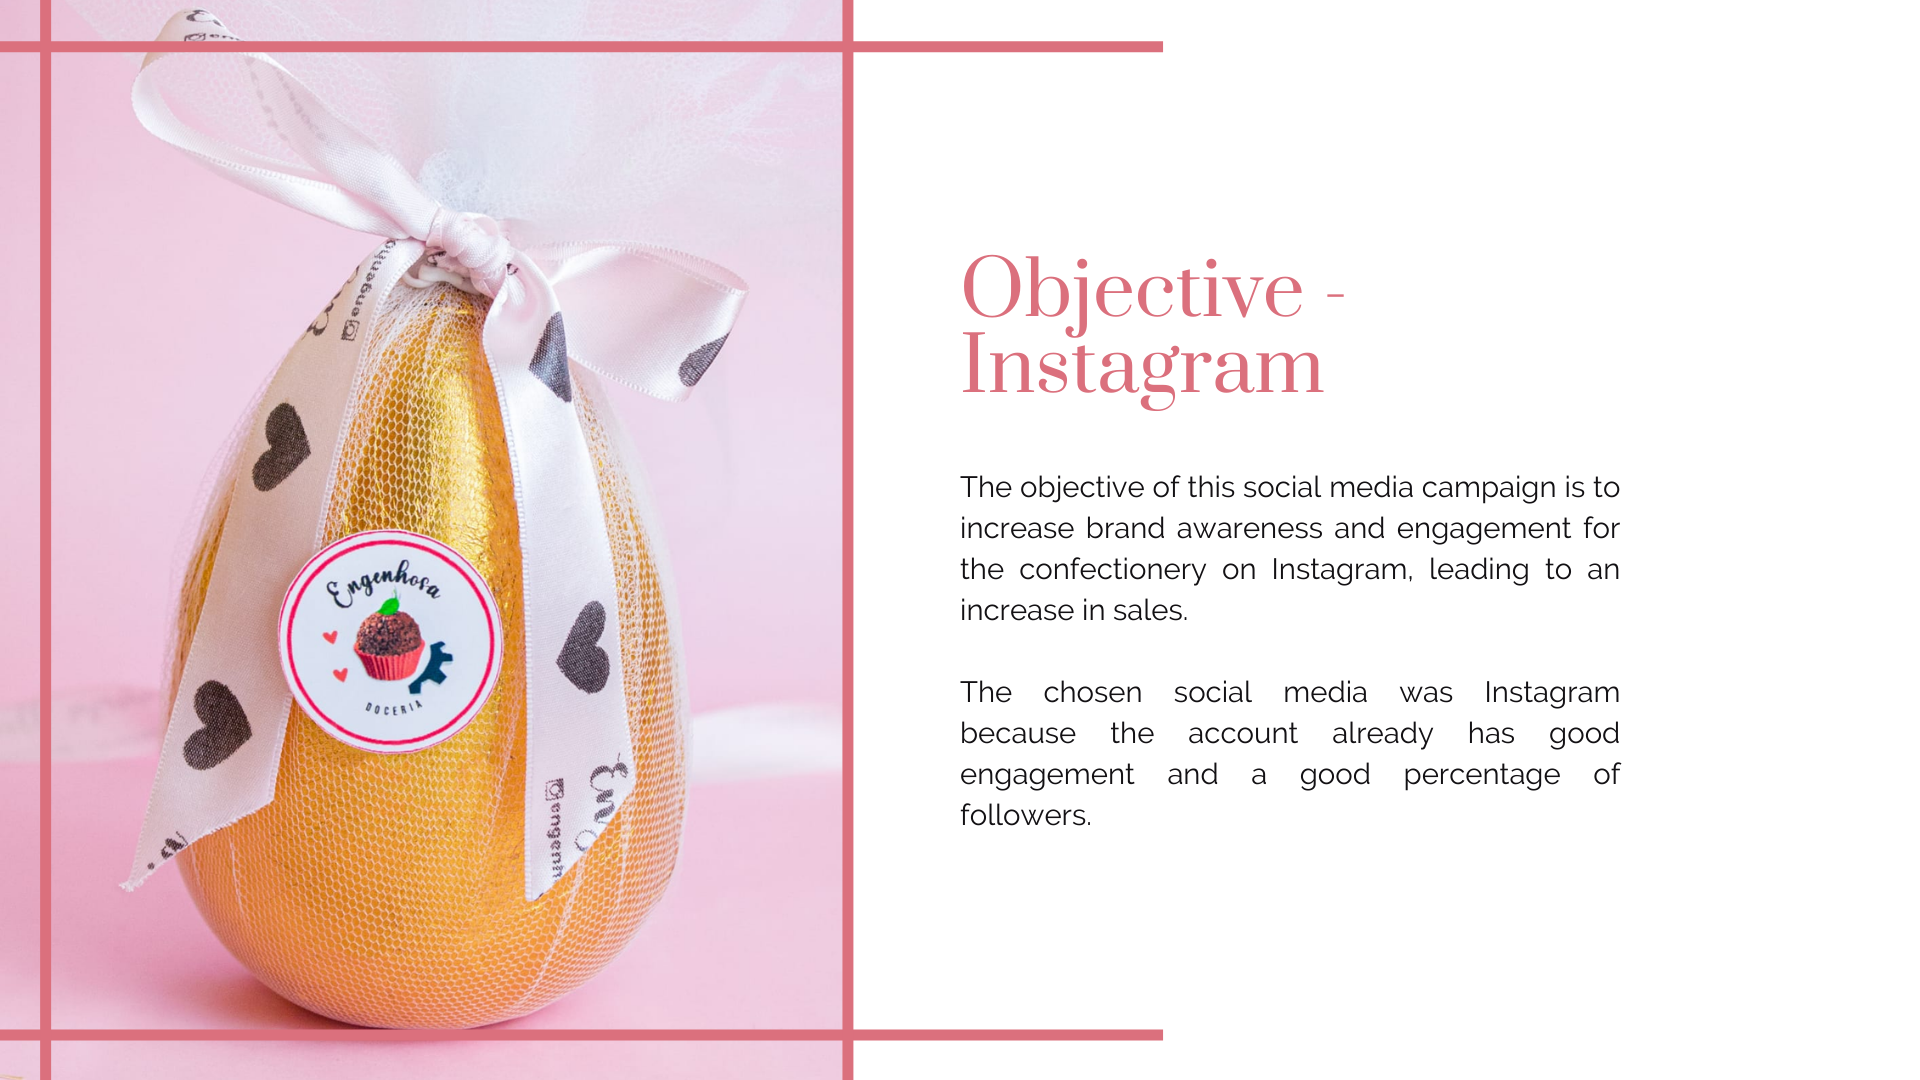 Objective -
Instagram
The objective of this social media campaign is to
increase brand awareness and engagement for
the confectionery on Instagram, leading to an
increase in sales.
The chosen social media was Instagram
because the account already has good
engagement and a good percentage of
followers.
Engenhosa
DOCERIA